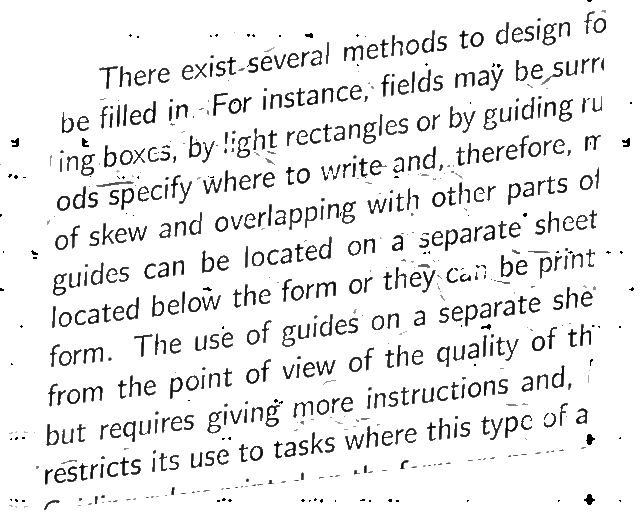 There exist several methods to design fo
be filled in. For instance, fields may be surr
ing boxes, by light rectangles or by guiding ru
ods specify where to write and, therefore, m
of skew and overlapping with other parts of
guides can be located on a separate sheet
located below the form or they can be print
form. The use of guides on a separate she
from the point of view of the quality of th
but requires giving more instructions and,
restricts its use to tasks where this type of a